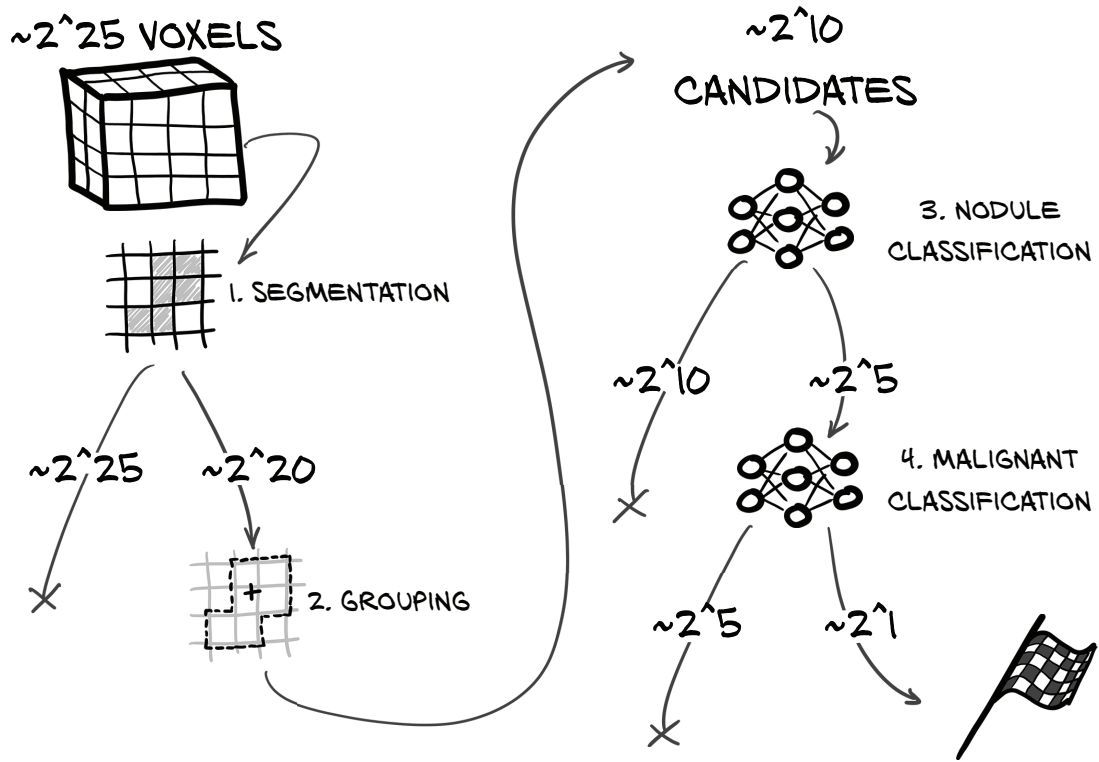 ~2^25 VOXELS
1. SEGMENTATION
~2^25
~2^20
2. GROUPING
~2^10
CANDIDATES
3. NODULE
CLASSIFICATION
~2^10
~2^5
4. MALIGNANT
CLASSIFICATION
~2^5
~2^1